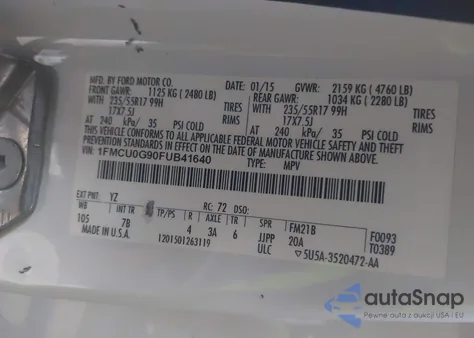 MFD. BY FORD MOTOR CO.
DATE: 01/15 GVWR: 2159 KG (4760 LB)
FRONT GAWR: 1125 KG (2480 LB) REAR GAWR: 1034 KG (2280 LB)
WITH 235/55R17 99H TIRES WITH 235/55R17 99H TIRES
17X7.5J 17X7.5J
AT 240 kPa/ 35 PSI COLD AT 240 kPa/ 35 PSI COLD
THIS VEHICLE CONFORMS TO ALL APPLICABLE FEDERAL MOTOR VEHICLE SAFETY AND THEFT
PREVENTION STANDARDS IN EFFECT ON THE DATE OF MANUFACTURE SHOWN ABOVE.
1FMCU0G90FUB41640 TYPE: MPV
EXT PNT: YZ RC: 72 DSO:
WB INT TR TP/PS R AXLE TR SPR FM21B F0093
105 7B 4 3A 6 JJPP 20A T0389
MADE IN U.S.A. 1201501263119 ULC ▽5U5A-3520472-AA
autoSnap
Pewne auta z aukcji USA i EU